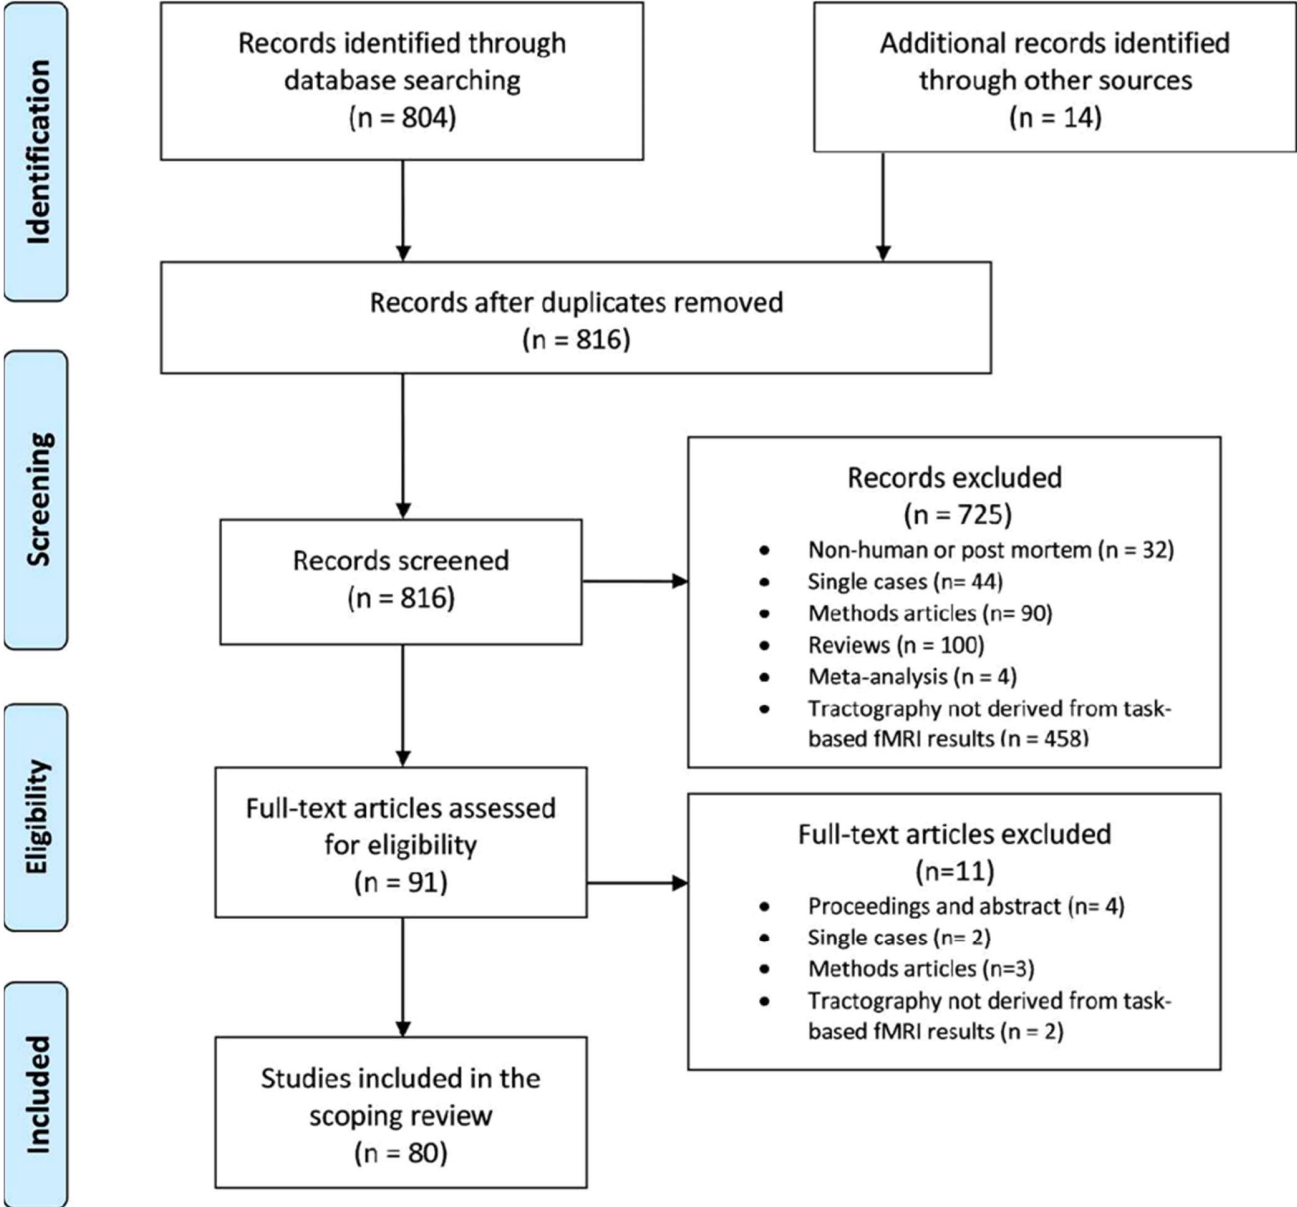 Identification
Records identified through
database searching
(n = 804)
Additional records identified
through other sources
(n = 14)
Records after duplicates removed
(n = 816)
Screening
Records screened
(n = 816)
Records excluded
(n = 725)
• Non-human or post mortem (n = 32)
• Single cases (n= 44)
• Methods articles (n= 90)
• Reviews (n = 100)
• Meta-analysis (n = 4)
• Tractography not derived from task-
based fMRI results (n = 458)
Eligibility
Full-text articles assessed
for eligibility
(n = 91)
Full-text articles excluded
(n=11)
• Proceedings and abstract (n= 4)
• Single cases (n= 2)
• Methods articles (n=3)
• Tractography not derived from task-
based fMRI results (n = 2)
Included
Studies included in the
scoping review
(n = 80)